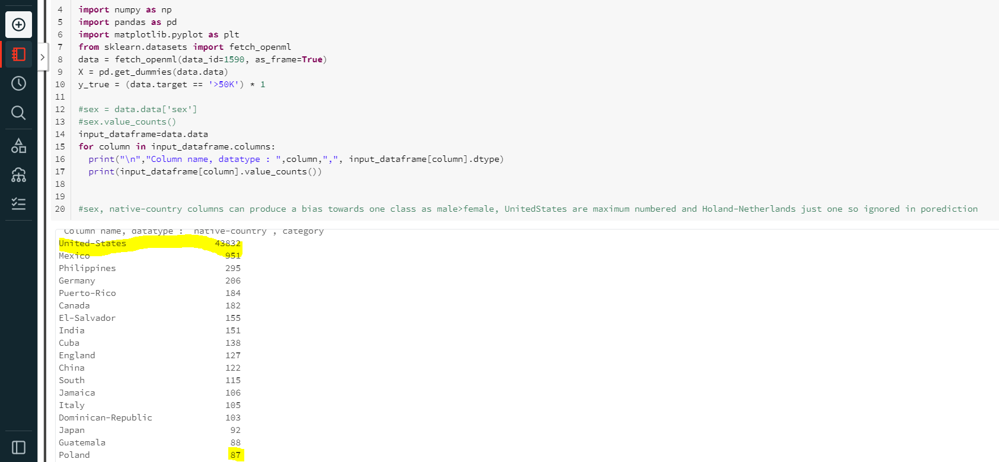 4 import numpy as np
5 import pandas as pd
6 import matplotlib.pyplot as plt
7 from sklearn.datasets import fetch_openml
8 data = fetch_openml(data_id=1590, as_frame=True)
9 X = pd.get_dummies(data.data)
10 y_true = (data.target == '>50K') * 1
11
12 #sex = data.data['sex']
13 #sex.value_counts()
14 input_dataframe=data.data
15 for column in input_dataframe.columns:
16 print("\n","Column name, datatype : ",column,",", input_dataframe[column].dtype)
17 print(input_dataframe[column].value_counts())
18
19
20 #sex, native-country columns can produce a bias towards one class as male>female, UnitedStates are maximum numbered and Holand-Netherlands just one so ignored in porediction
Column name, datatype : native-country , category
United-States 43832
Mexico 951
Philippines 295
Germany 206
Puerto-Rico 184
Canada 182
El-Salvador 155
India 151
Cuba 138
England 127
China 122
South 115
Jamaica 106
Italy 105
Dominican-Republic 103
Japan 92
Guatemala 88
Poland 87